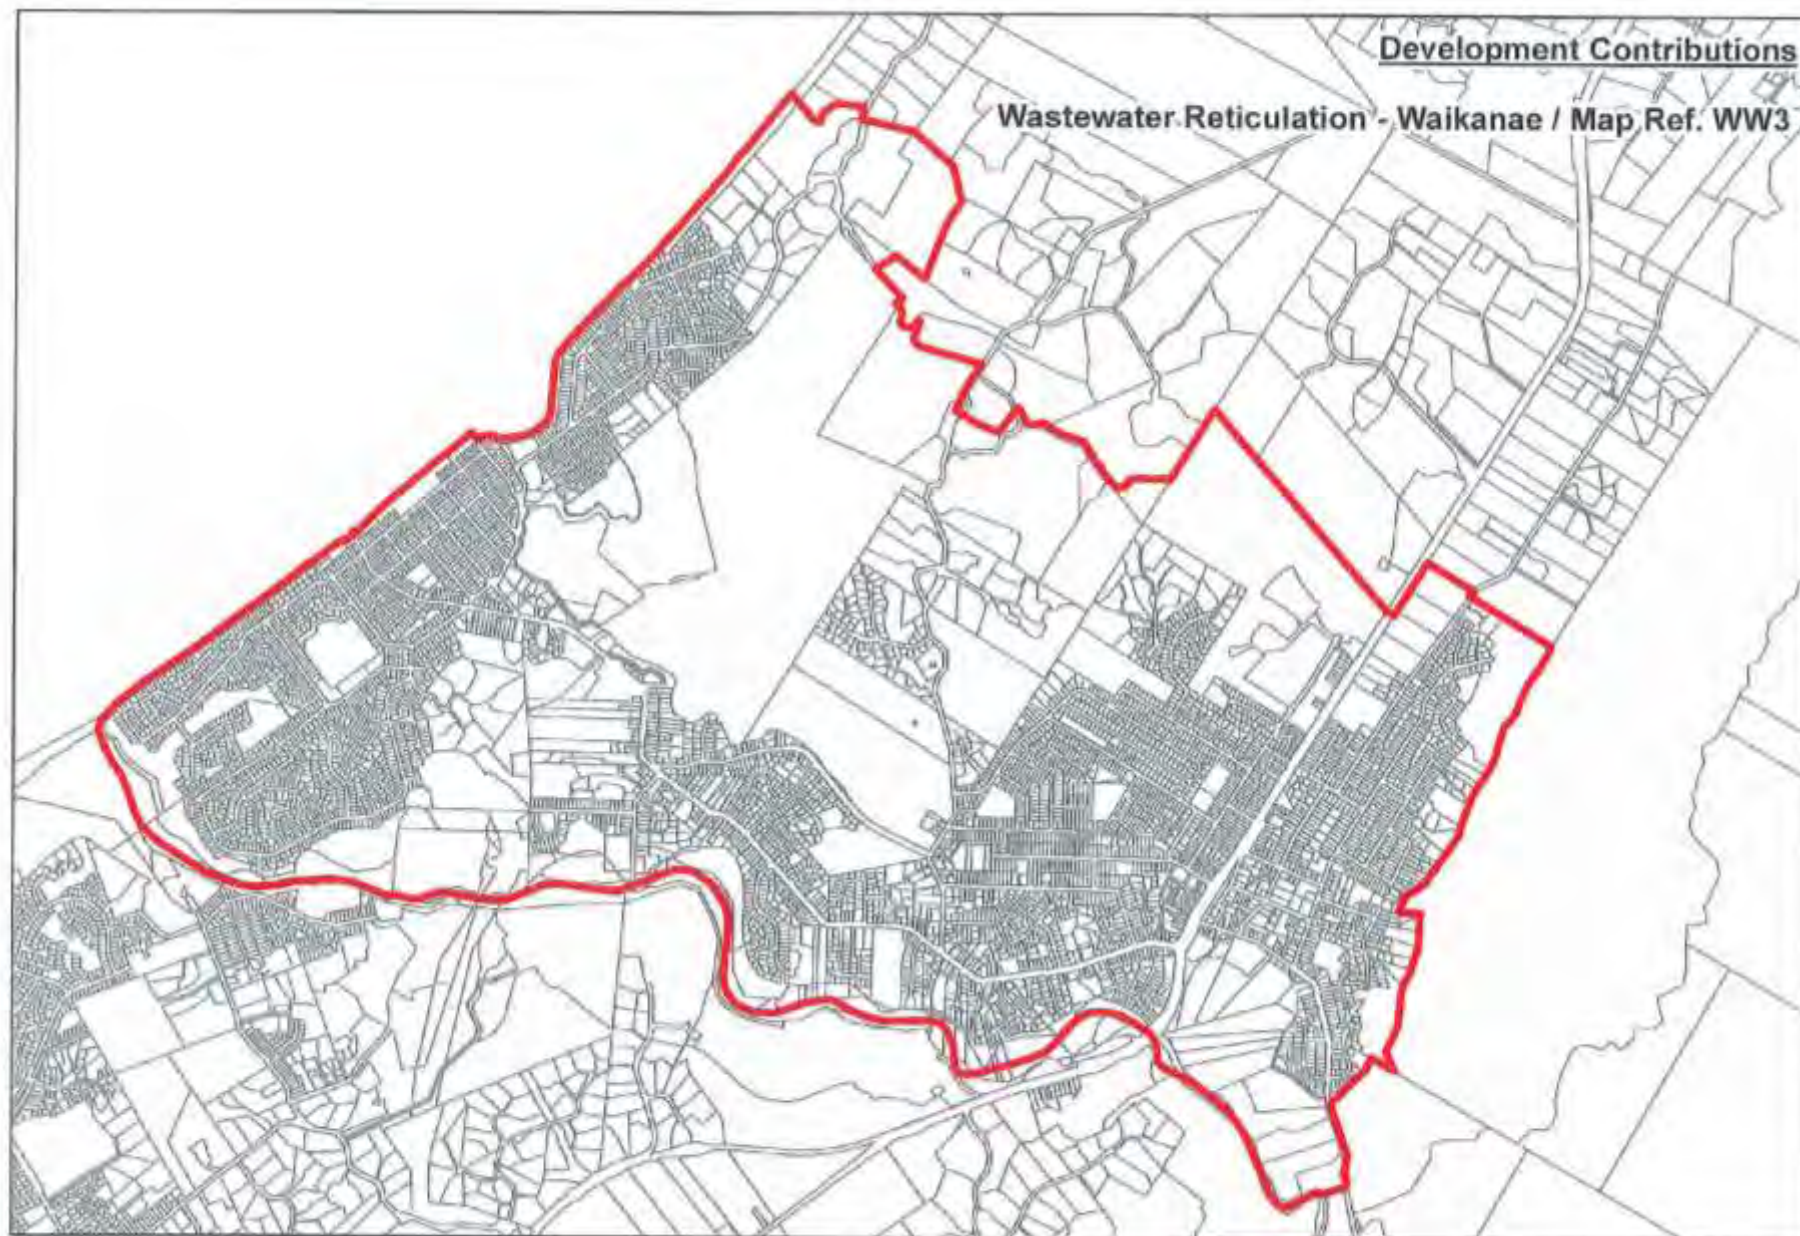 Development Contributions
Wastewater Reticulation - Waikanae / Map Ref. WW3